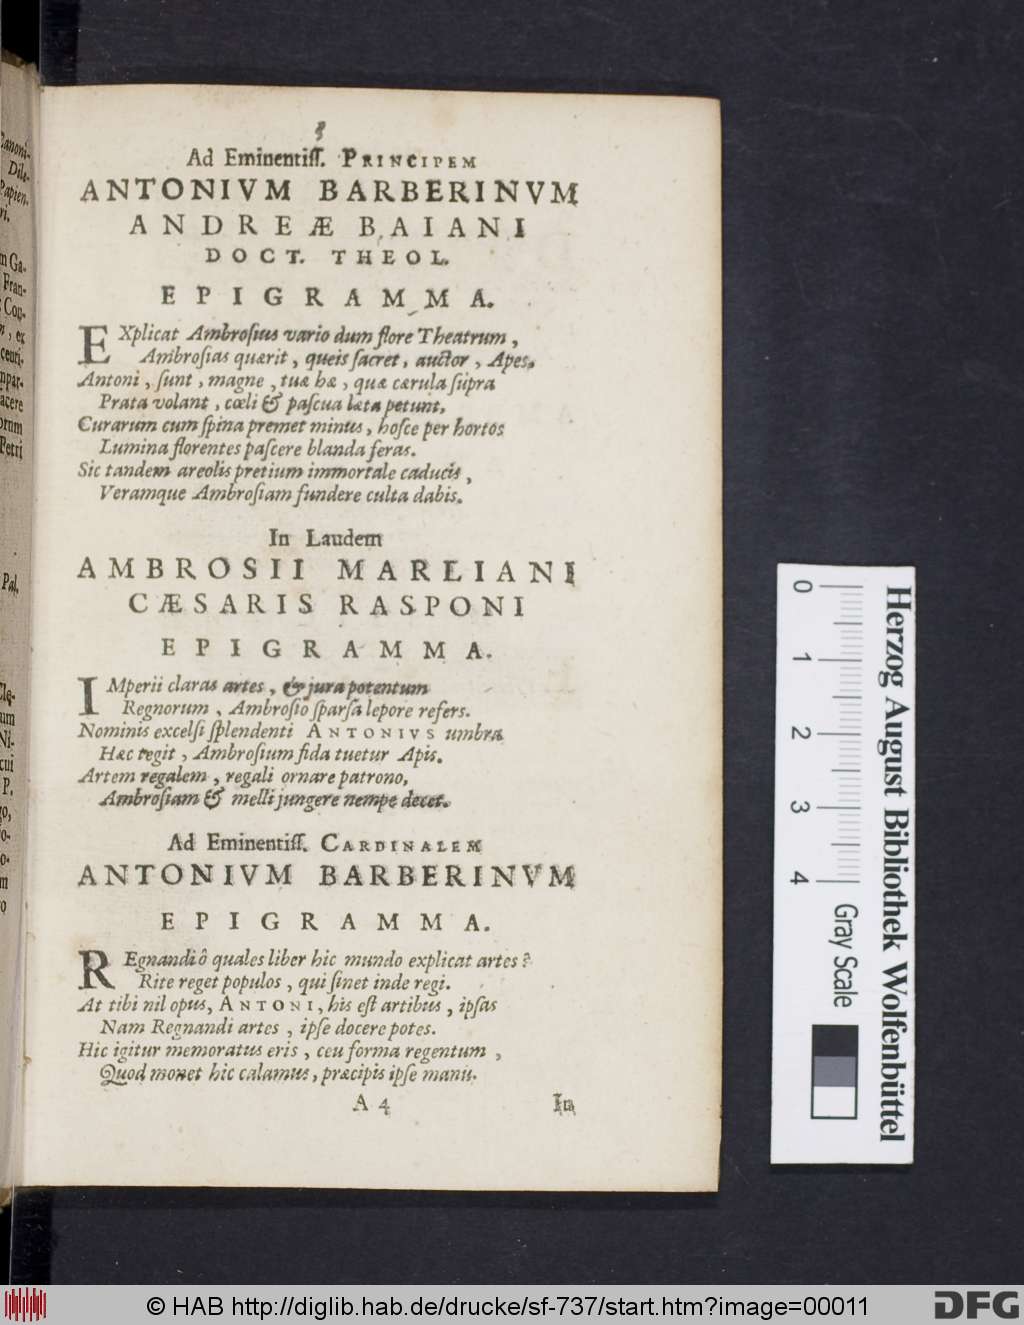 Ad Eminentiſſ. PRINCIPEM
ANTONIVM BARBERINVM
ANDREÆ BAIANI
DOCT. THEOL.
EPIGRAMMA.
EXplicat Ambroſius vario dum flore Theatrum,
Ambroſias quærit, queis ſacret, auctor, Apes.
Antoni, ſunt, magne, tuæ hæ, quæ cærula ſupra
Prata volant, cœli & paſcua læta petunt.
Curarum cum ſpina premet minus, hoſce per hortos
Lumina florentes paſcere blanda feras.
Sic tandem areolis pretium immortale caducis,
Veramque Ambroſiam fundere culta dabis.
In Laudem
AMBROSII MARLIANI
CÆSARIS RASPONI
EPIGRAMMA.
IMperii claras artes, & jura potentum
Regnorum, Ambroſio ſparſa lepore refers.
Nominis excelſi ſplendenti ANTONIVS umbra
Hæc tegit, Ambroſium fida tuetur Apis.
Artem regalem, regali ornare patrono,
Ambroſiam & melli jungere nempe decet.
Ad Eminentiſſ. CARDINALEM
ANTONIVM BARBERINVM
EPIGRAMMA.
REgnandi ô quales liber hic mundo explicat artes?
Rite reget populos, qui ſinet inde regi.
At tibi nil opus, ANTONI, his eſt artibus, ipſas
Nam Regnandi artes, ipſe docere potes.
Hic igitur memoratus eris, ceu forma regentum,
Quod monet hic calamus, præcipis ipſe manu.
A 4 In
0 1 2 3 4
Gray Scale
Herzog August Bibliothek Wolfenbüttel
© HAB http://diglib.hab.de/drucke/sf-737/start.htm?image=00011
DFG